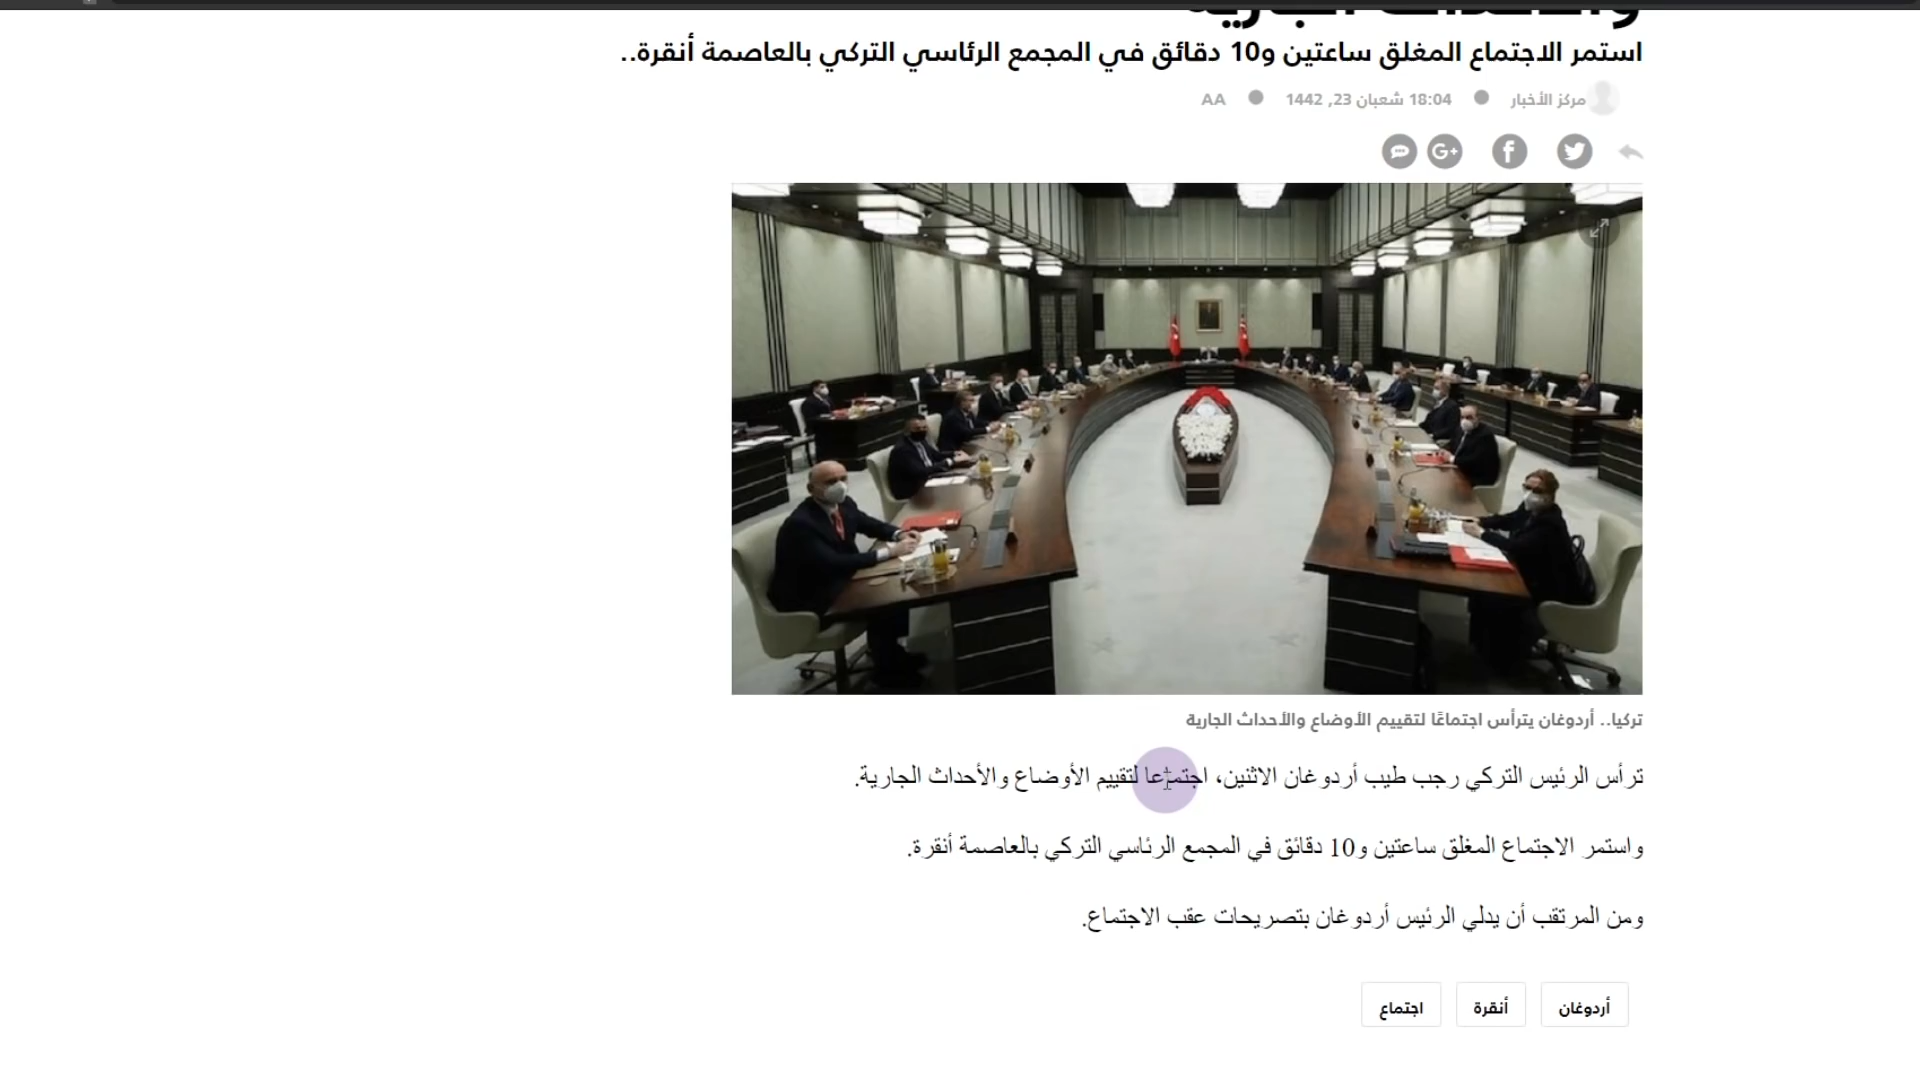 استمر الاجتماع المغلق ساعتين و10 دقائق في المجمع الرئاسي التركي بالعاصمة أنقرة..
مركز الأخبار ● 18:04 شعبان 23, 1442 ● AA
تركيا.. أردوغان يترأس اجتماعًا لتقييم الأوضاع والأحداث الجارية
ترأس الرئيس التركي رجب طيب أردوغان الاثنين، اجتماعا لتقييم الأوضاع والأحداث الجارية.
واستمر الاجتماع المغلق ساعتين و10 دقائق في المجمع الرئاسي التركي بالعاصمة أنقرة.
ومن المرتقب أن يدلي الرئيس أردوغان بتصريحات عقب الاجتماع.
أردوغان أنقرة اجتماع